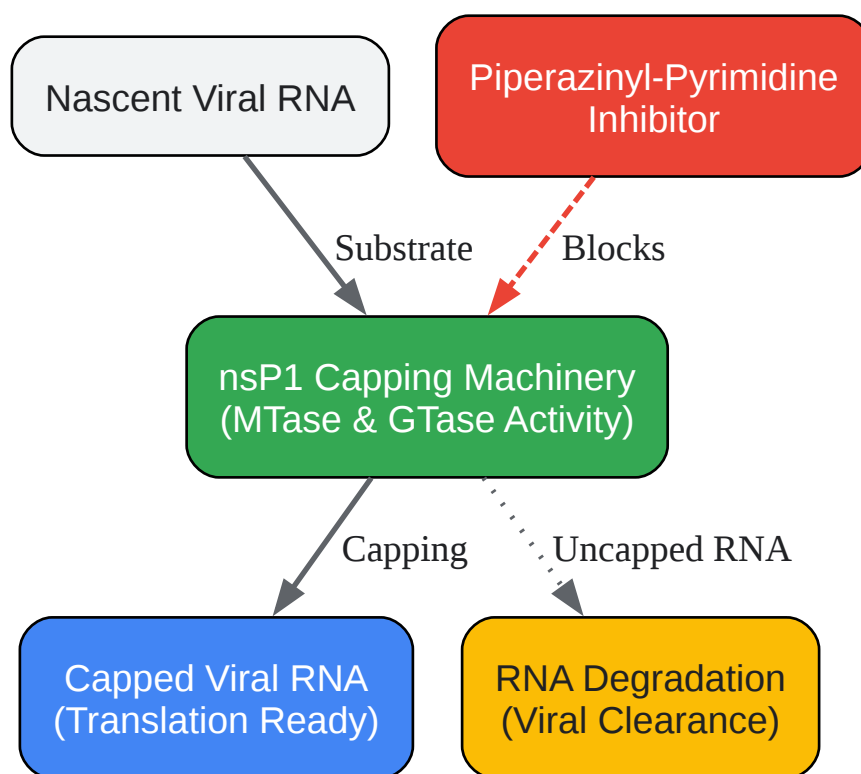 Nascent Viral RNA
Piperazinyl-Pyrimidine
Inhibitor
Substrate
Blocks
nsP1 Capping Machinery
(MTase & GTase Activity)
Capping
Uncapped RNA
Capped Viral RNA
(Translation Ready)
RNA Degradation
(Viral Clearance)